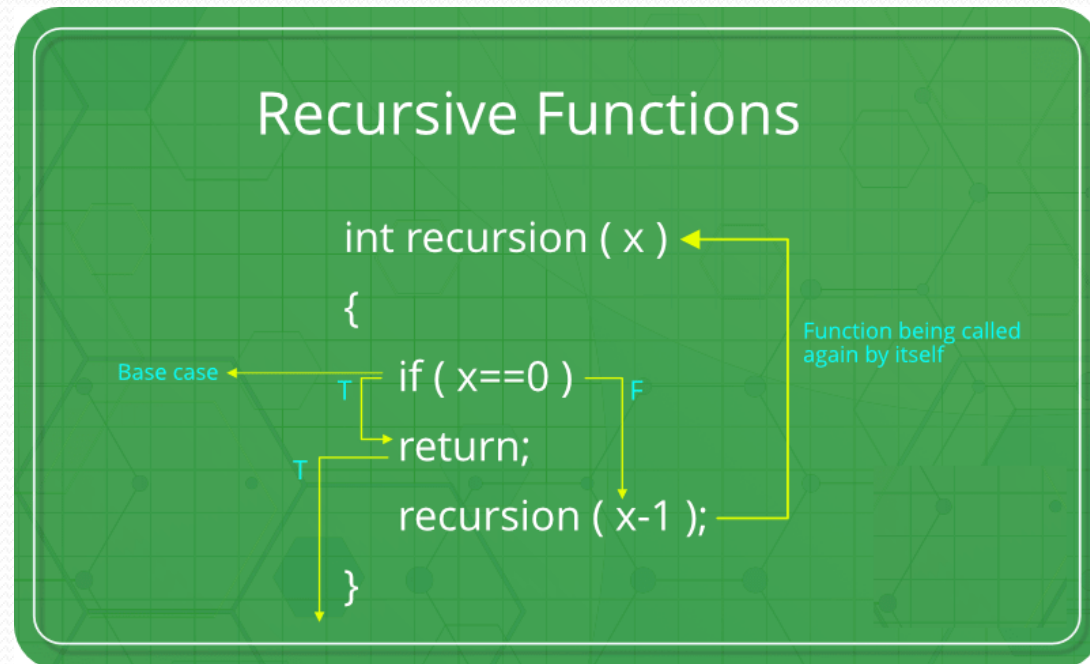 Recursive Functions
int recursion ( x )
{
Function being called
again by itself
Base case
if ( x==0 )
T
F
return;
T
recursion ( x-1 );
}